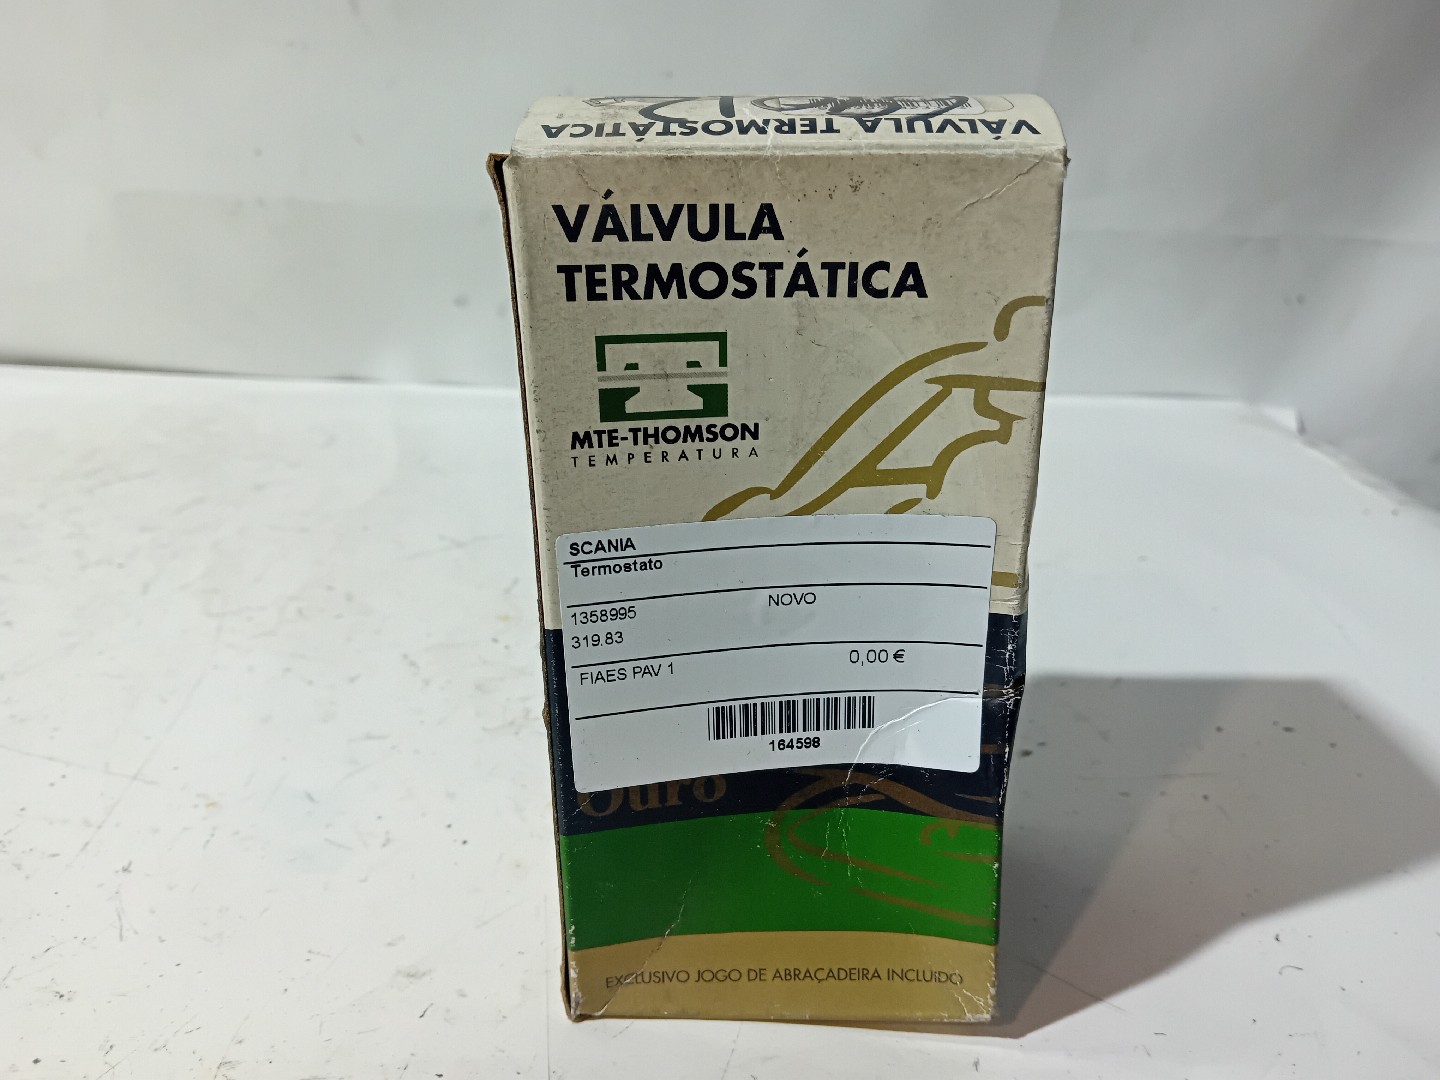 VÁLVULA TERMOSTÁTICA
VÁLVULA
TERMOSTÁTICA
MTE-THOMSON
TEMPERATURA
SCANIA
Termostato
1358995 NOVO
319.83
FIAES PAV 1 0,00 €
164598
Ouro
EXCLUSIVO JOGO DE ABRAÇADEIRA INCLUÍDO